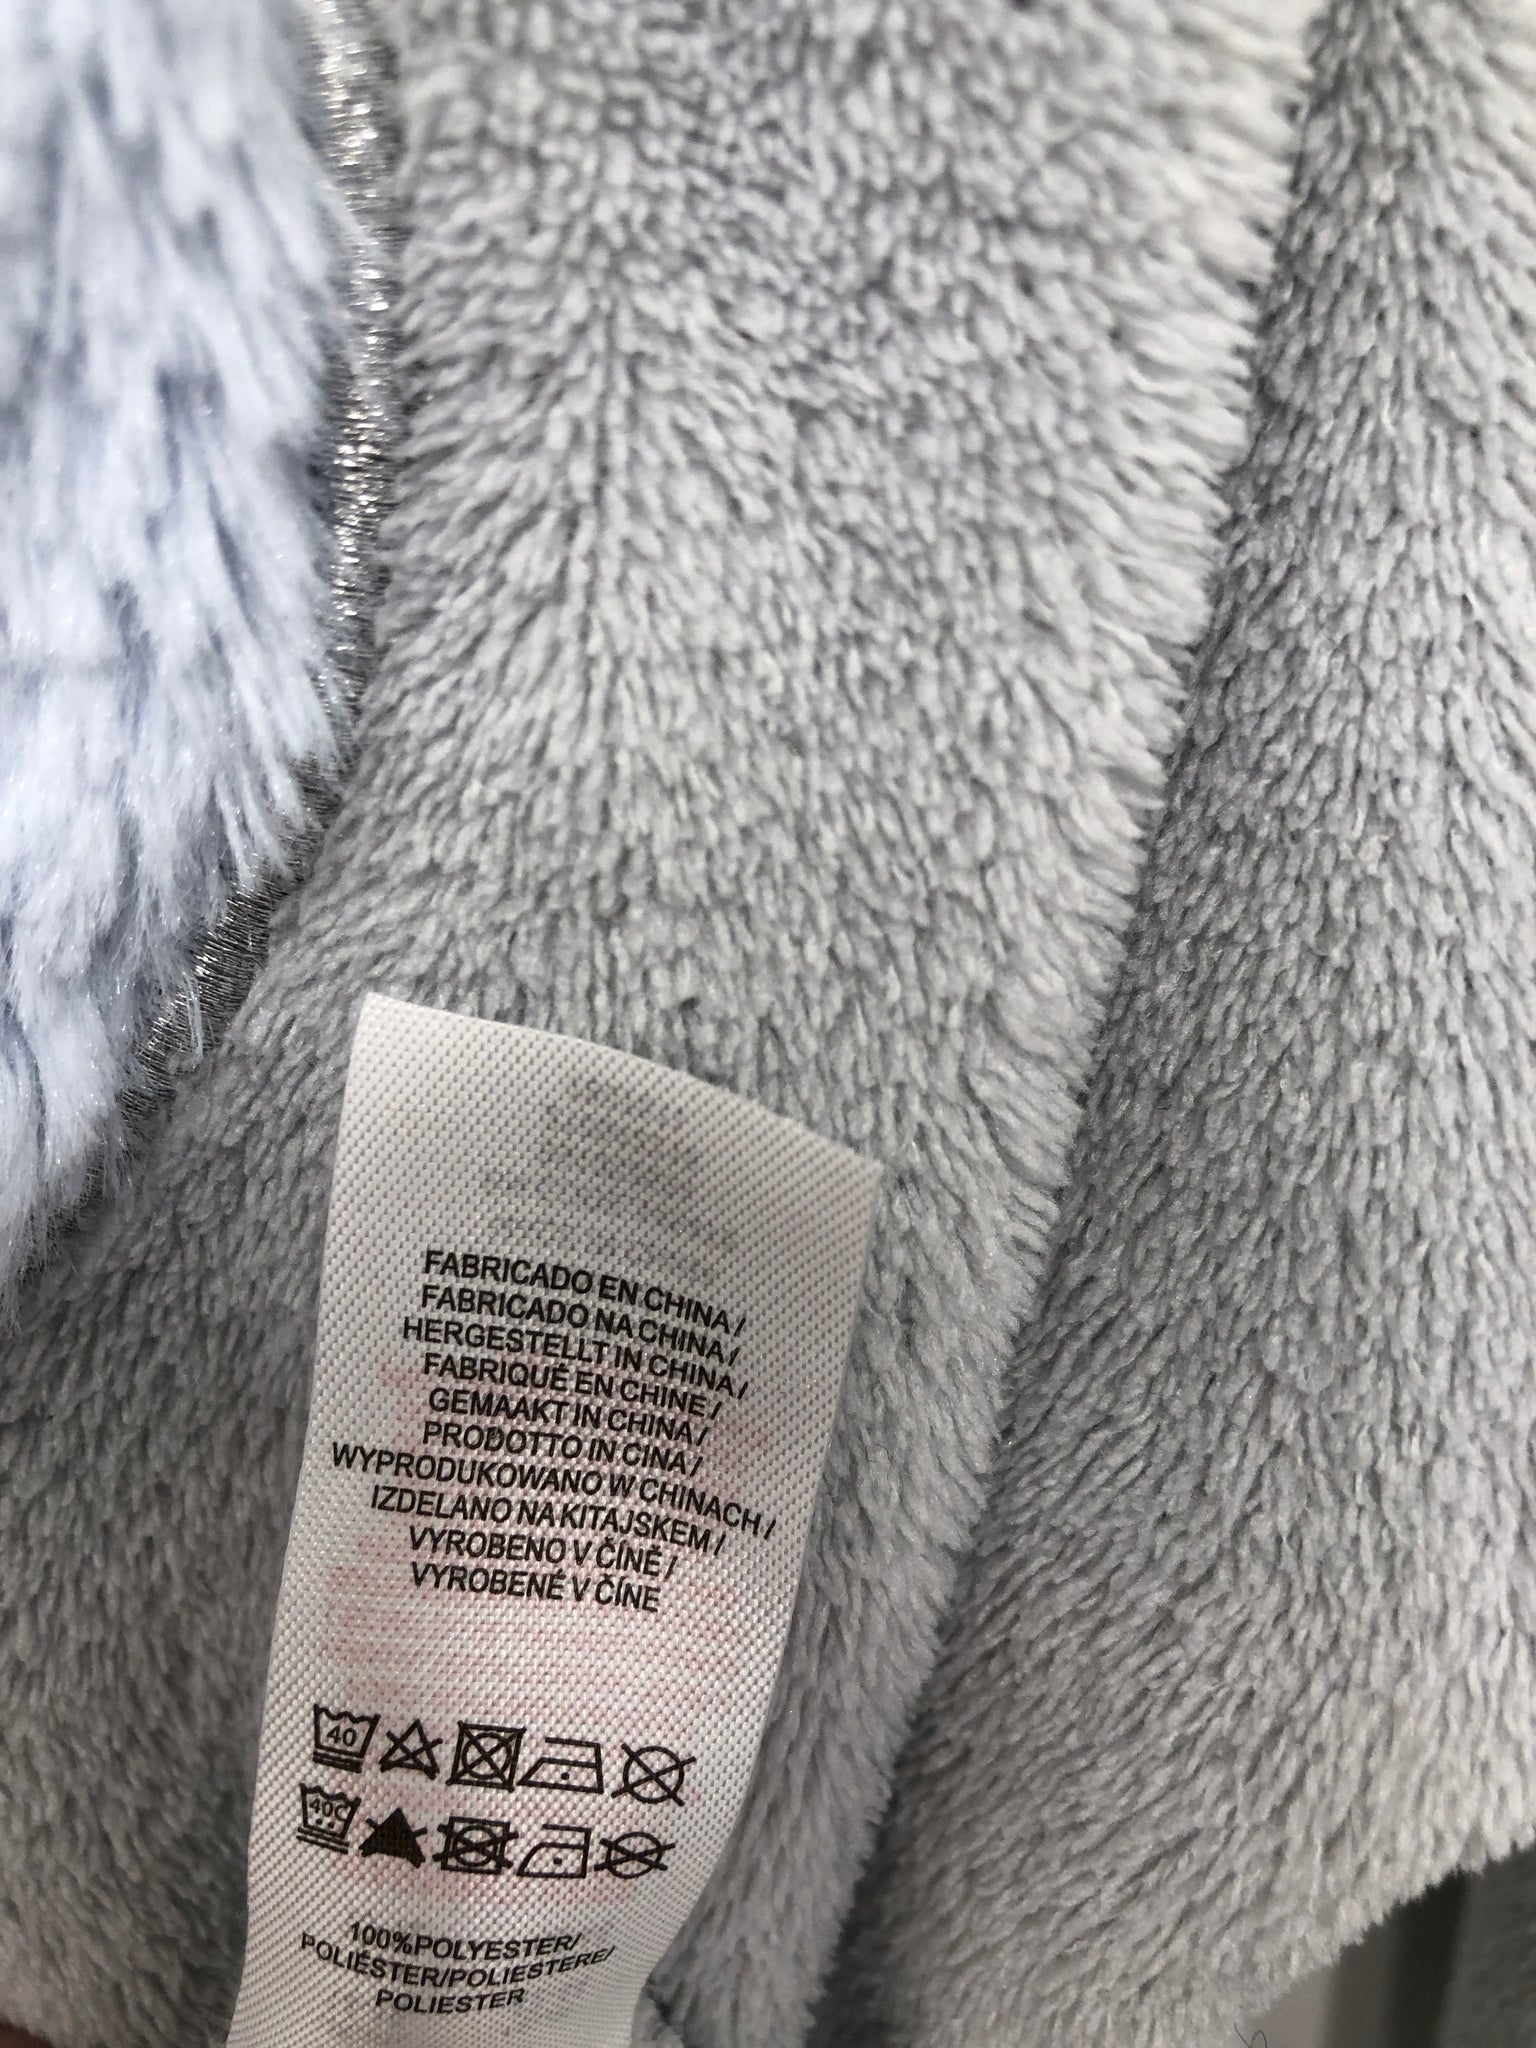 FABRICADO EN CHINA /
FABRICADO NA CHINA /
HERGESTELLT IN CHINA /
FABRIQUÉ EN CHINE /
GEMAAKT IN CHINA /
PRODOTTO IN CINA /
WYPRODUKOWANO W CHINACH /
IZDELANO NA KITAJSKEM /
VYROBENO V ČÍNĚ /
VYROBENÉ V ČÍNE
40
40C
100%POLYESTER/
POLIÉSTER/POLIESTERE/
POLIESTER